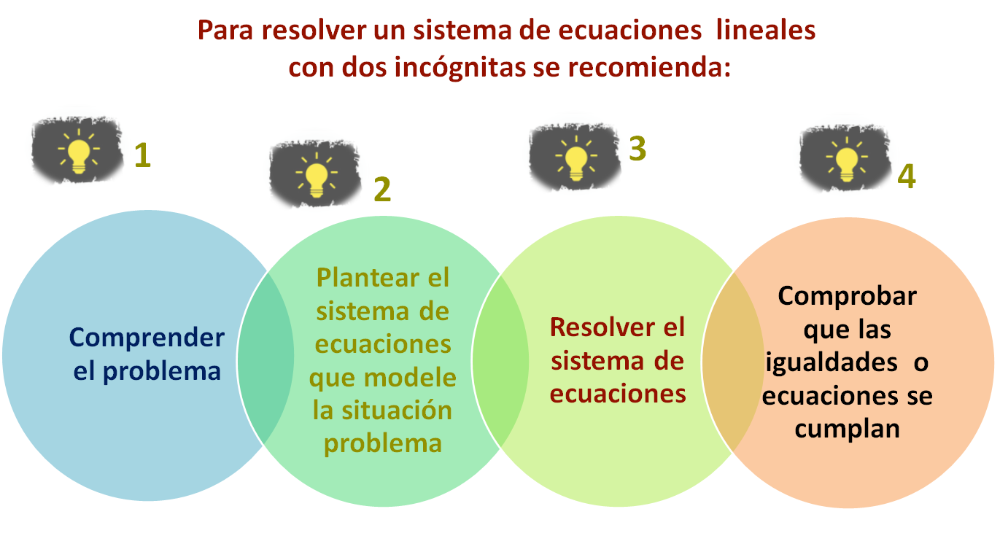 Para resolver un sistema de ecuaciones lineales
con dos incógnitas se recomienda:
1
2
3
4
Comprender
el problema
Plantear el
sistema de
ecuaciones
que modele
la situación
problema
Resolver el
sistema de
ecuaciones
Comprobar
que las
igualdades o
ecuaciones se
cumplan